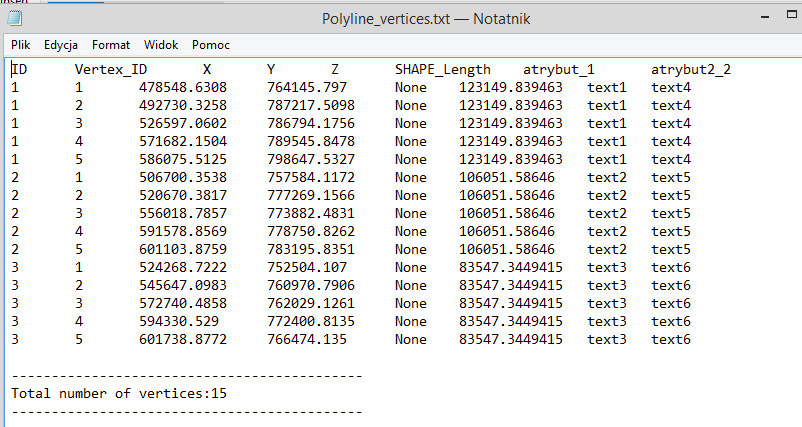 nsert
Polyline_vertices.txt — Notatnik
Plik Edycja Format Widok Pomoc
ID Vertex_ID X Y Z SHAPE_Length atrybut_1 atrybut2_2
1 1 478548.6308 764145.797 None 123149.839463 text1 text4
1 2 492730.3258 787217.5098 None 123149.839463 text1 text4
1 3 526597.0602 786794.1756 None 123149.839463 text1 text4
1 4 571682.1504 789545.8478 None 123149.839463 text1 text4
1 5 586075.5125 798647.5327 None 123149.839463 text1 text4
2 1 506700.3538 757584.1172 None 106051.58646 text2 text5
2 2 520670.3817 777269.1566 None 106051.58646 text2 text5
2 3 556018.7857 773882.4831 None 106051.58646 text2 text5
2 4 591578.8569 778750.8262 None 106051.58646 text2 text5
2 5 601103.8759 783195.8351 None 106051.58646 text2 text5
3 1 524268.7222 752504.107 None 83547.3449415 text3 text6
3 2 545647.0983 760970.7906 None 83547.3449415 text3 text6
3 3 572740.4858 762029.1261 None 83547.3449415 text3 text6
3 4 594330.529 772400.8135 None 83547.3449415 text3 text6
3 5 601738.8772 766474.135 None 83547.3449415 text3 text6
--------------------------------------------
Total number of vertices:15
--------------------------------------------